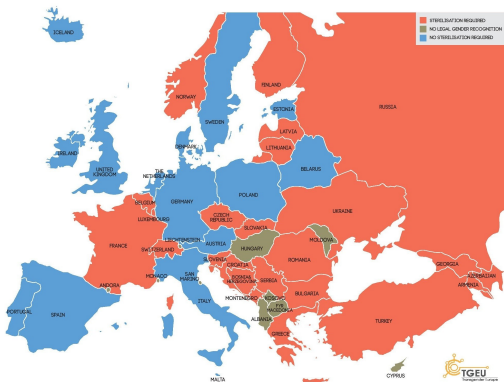 STERILISATION REQUIRED
NO LEGAL GENDER RECOGNITION
NO STERILISATION REQUIRED
ICELAND
NORWAY
FINLAND
RUSSIA
SWEDEN
ESTONIA
LATVIA
LITHUANIA
DENMARK
IRELAND
UNITED
KINGDOM
THE
NETHERLANDS
BELARUS
POLAND
GERMANY
BELGIUM
LUXEMBOURG
CZECH
REPUBLIC
UKRAINE
SLOVAKIA
LIECHTENSTEIN
AUSTRIA
HUNGARY
MOLDOVA
FRANCE
SWITZERLAND
SLOVENIA
CROATIA
ROMANIA
GEORGIA
AZERBAIJAN
ARMENIA
MONACO
SAN
MARINO
BOSNIA
HERZEGOVINA
SERBIA
ANDORRA
ITALY
MONTENEGRO
KOSOVO
BULGARIA
FYR
MACEDONIA
ALBANIA
PORTUGAL
SPAIN
TURKEY
GREECE
MALTA
CYPRUS
TGEU
Transgender Europe